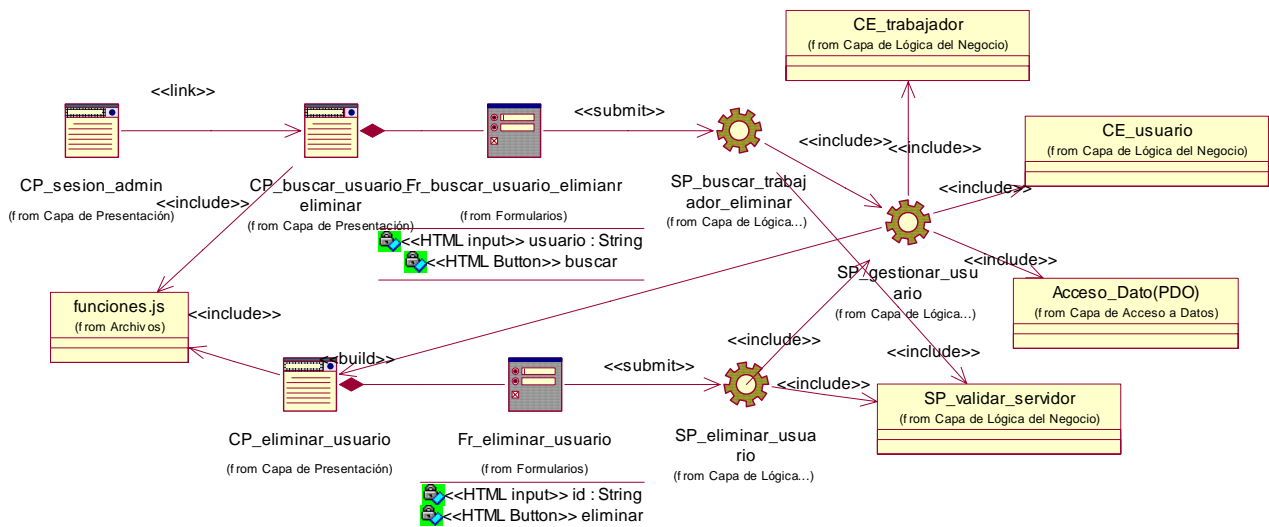 CE_trabajador
(from Capa de Lógica del Negocio)
<<link>>
<<submit>>
<<include>>
<<include>>
CE_usuario
(from Capa de Lógica del Negocio)
CP_sesion_admin
(from Capa de Presentación)
<<include>>
CP_buscar_usuario_
eliminar
(from Capa de Presentación)
Fr_buscar_usuario_elimianr
(from Formularios)
<<HTML input>> usuario : String
<<HTML Button>> buscar
SP_buscar_trabaj
ador_eliminar
(from Capa de Lógica...)
<<include>>
<<include>>
SP_gestionar_usu
ario
(from Capa de Lógica...)
Acceso_Dato(PDO)
(from Capa de Acceso a Datos)
funciones.js
(from Archivos)
<<include>>
<<build>>
<<submit>>
<<include>>
<<include>>
<<include>>
SP_validar_servidor
(from Capa de Lógica del Negocio)
CP_eliminar_usuario
(from Capa de Presentación)
Fr_eliminar_usuario
(from Formularios)
<<HTML input>> id : String
<<HTML Button>> eliminar
SP_eliminar_usua
rio
(from Capa de Lógica...)